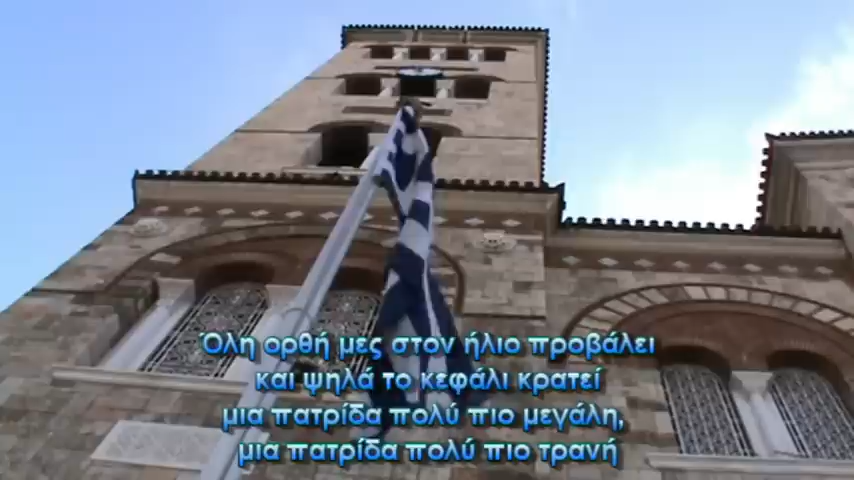 Όλη ορθή μες στον ήλιο προβάλει
και ψηλά το κεφάλι κρατεί
μια πατρίδα πολύ πιο μεγάλη,
μια πατρίδα πολύ πιο τρανή